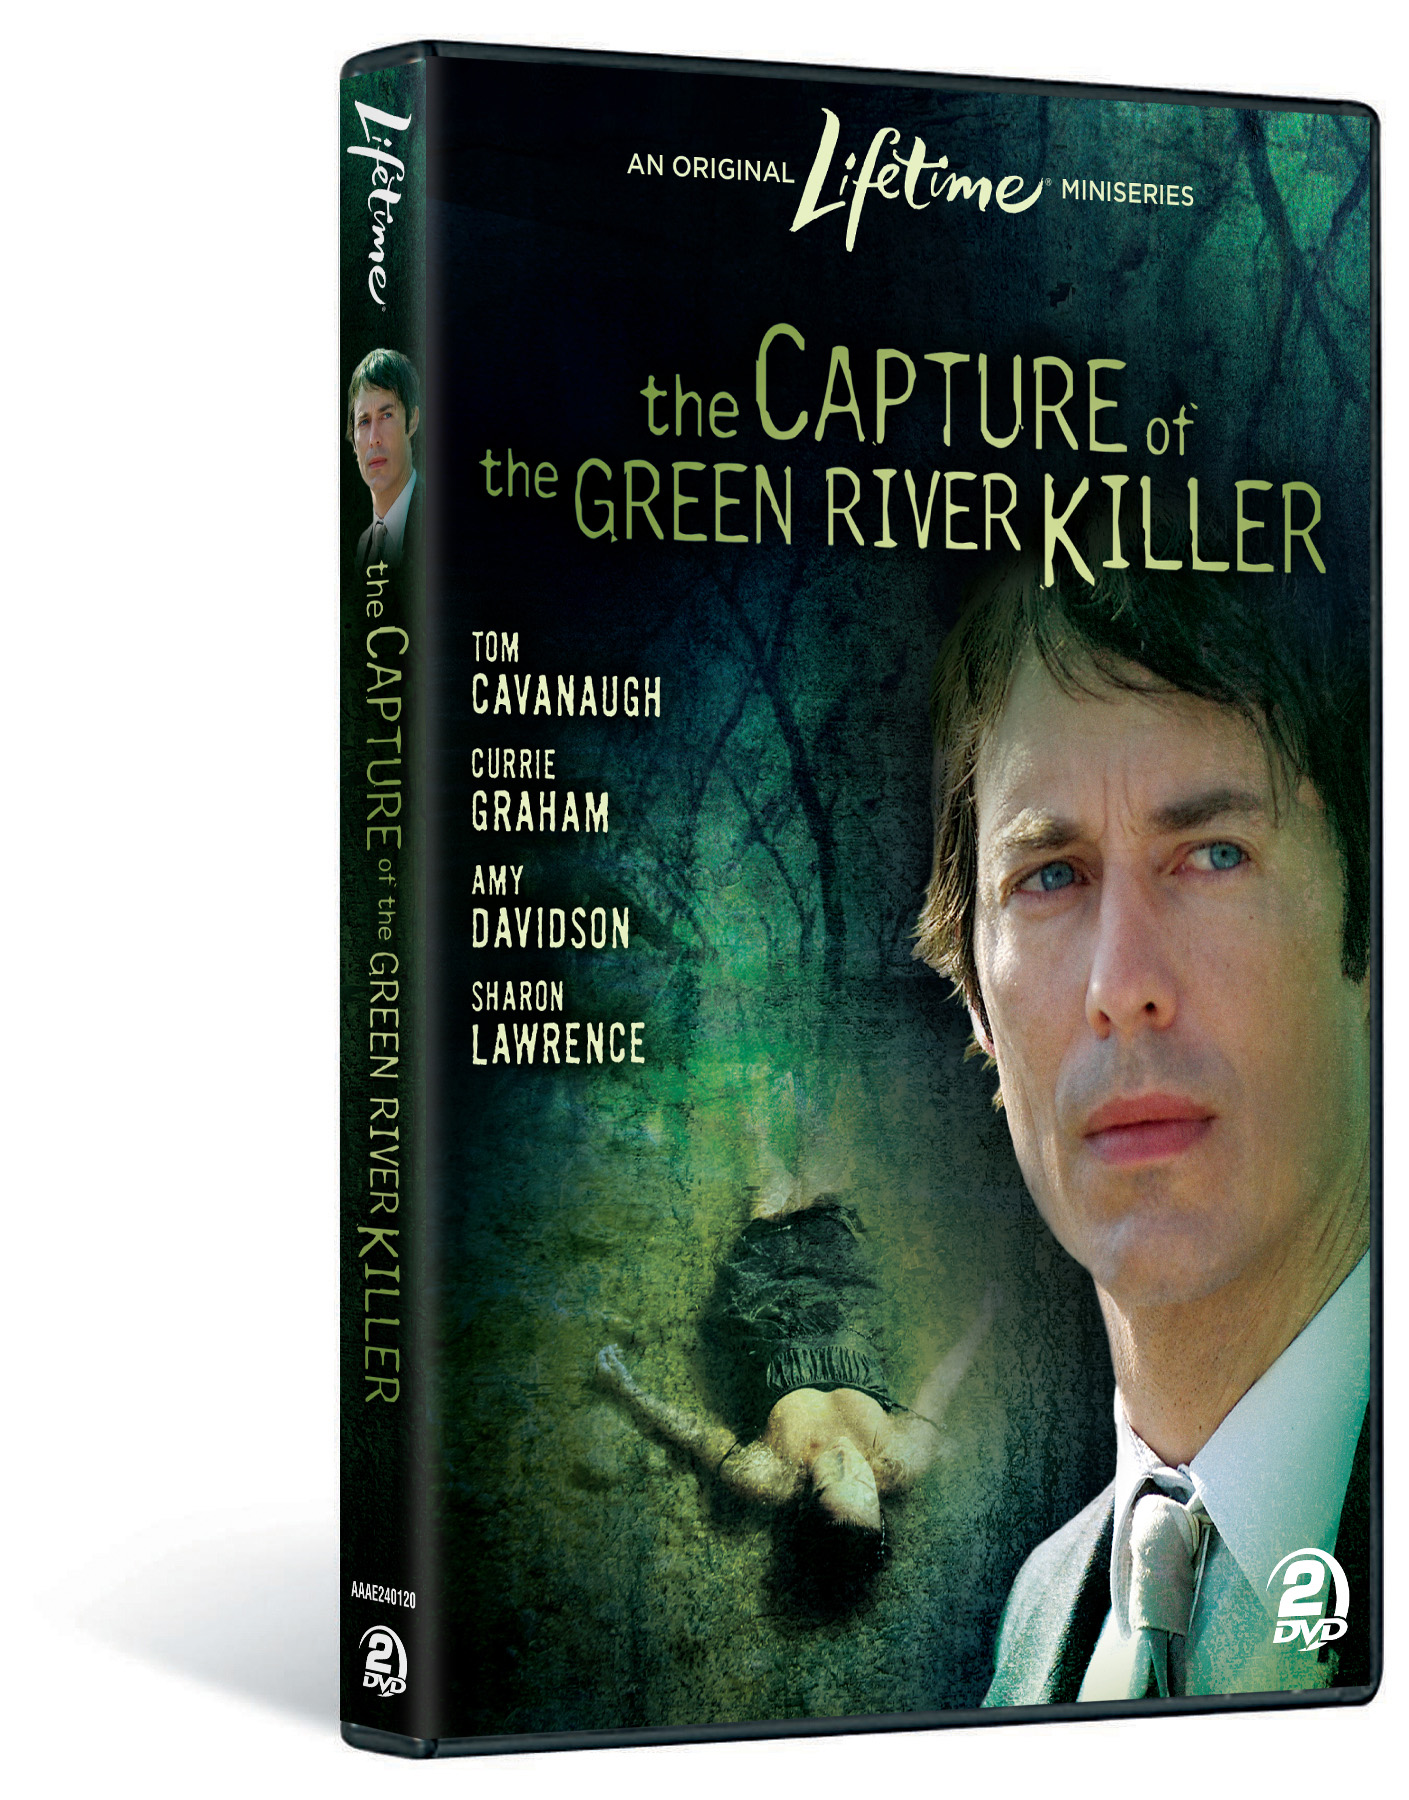 Lifetime®
the CAPTURE of the GREEN RIVER KILLER
AAAE240120
2
DVD
AN ORIGINAL Lifetime® MINISERIES
the CAPTURE of
the GREEN RIVER KILLER
TOM
CAVANAUGH
CURRIE
GRAHAM
AMY
DAVIDSON
SHARON
LAWRENCE
2
DVD